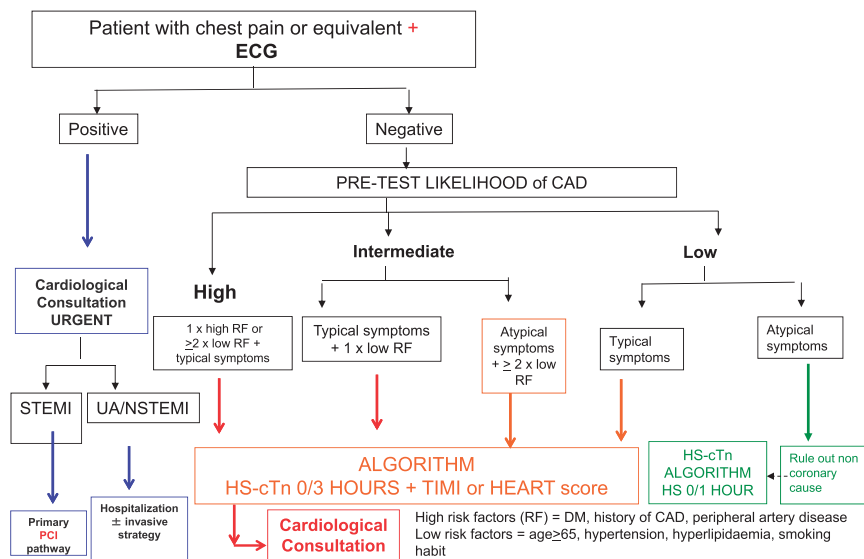 Patient with chest pain or equivalent +
ECG
Positive
Negative
PRE-TEST LIKELIHOOD of CAD
Intermediate
Low
High
Cardiological
Consultation
URGENT
1 x high RF or
≥2 x low RF +
typical symptoms
Typical symptoms
+ 1 x low RF
Atypical
symptoms
+ ≥ 2 x low
RF
Typical
symptoms
Atypical
symptoms
STEMI
UA/NSTEMI
ALGORITHM
HS-cTn 0/3 HOURS + TIMI or HEART score
HS-cTn
ALGORITHM
HS 0/1 HOUR
Rule out non
coronary
cause
Primary
PCI
pathway
Hospitalization
± invasive
strategy
Cardiological
Consultation
High risk factors (RF) = DM, history of CAD, peripheral artery disease
Low risk factors = age≥65, hypertension, hyperlipidaemia, smoking
habit